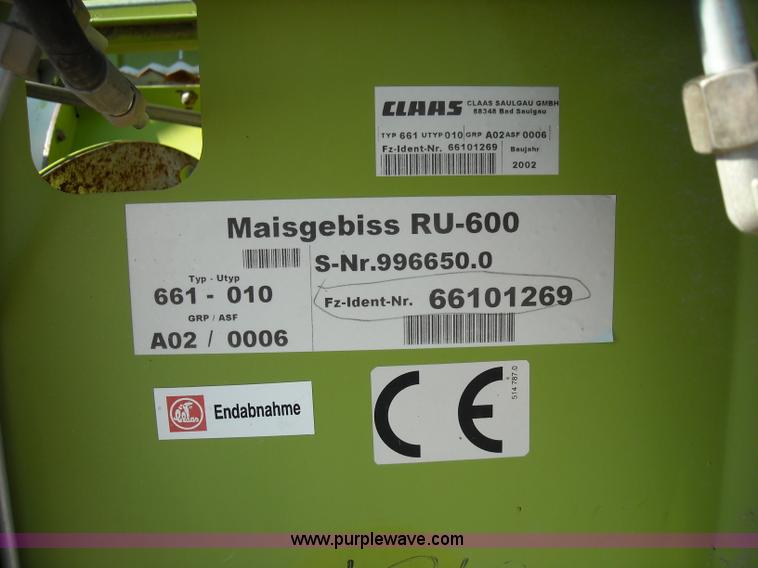 CLAAS CLAAS SAULGAU GMBH
88348 Bad Saulgau
TYP 661 UTYP 010 GRP A02 ASF 0006
Fz-Ident-Nr. 66101269 Baujahr
2002
Maisgebiss RU-600
S-Nr.996650.0
Typ - Utyp
661 - 010
Fz-Ident-Nr. 66101269
GRP / ASF
A02 / 0006
Endabnahme
CE
514 787.0
www.purplewave.com